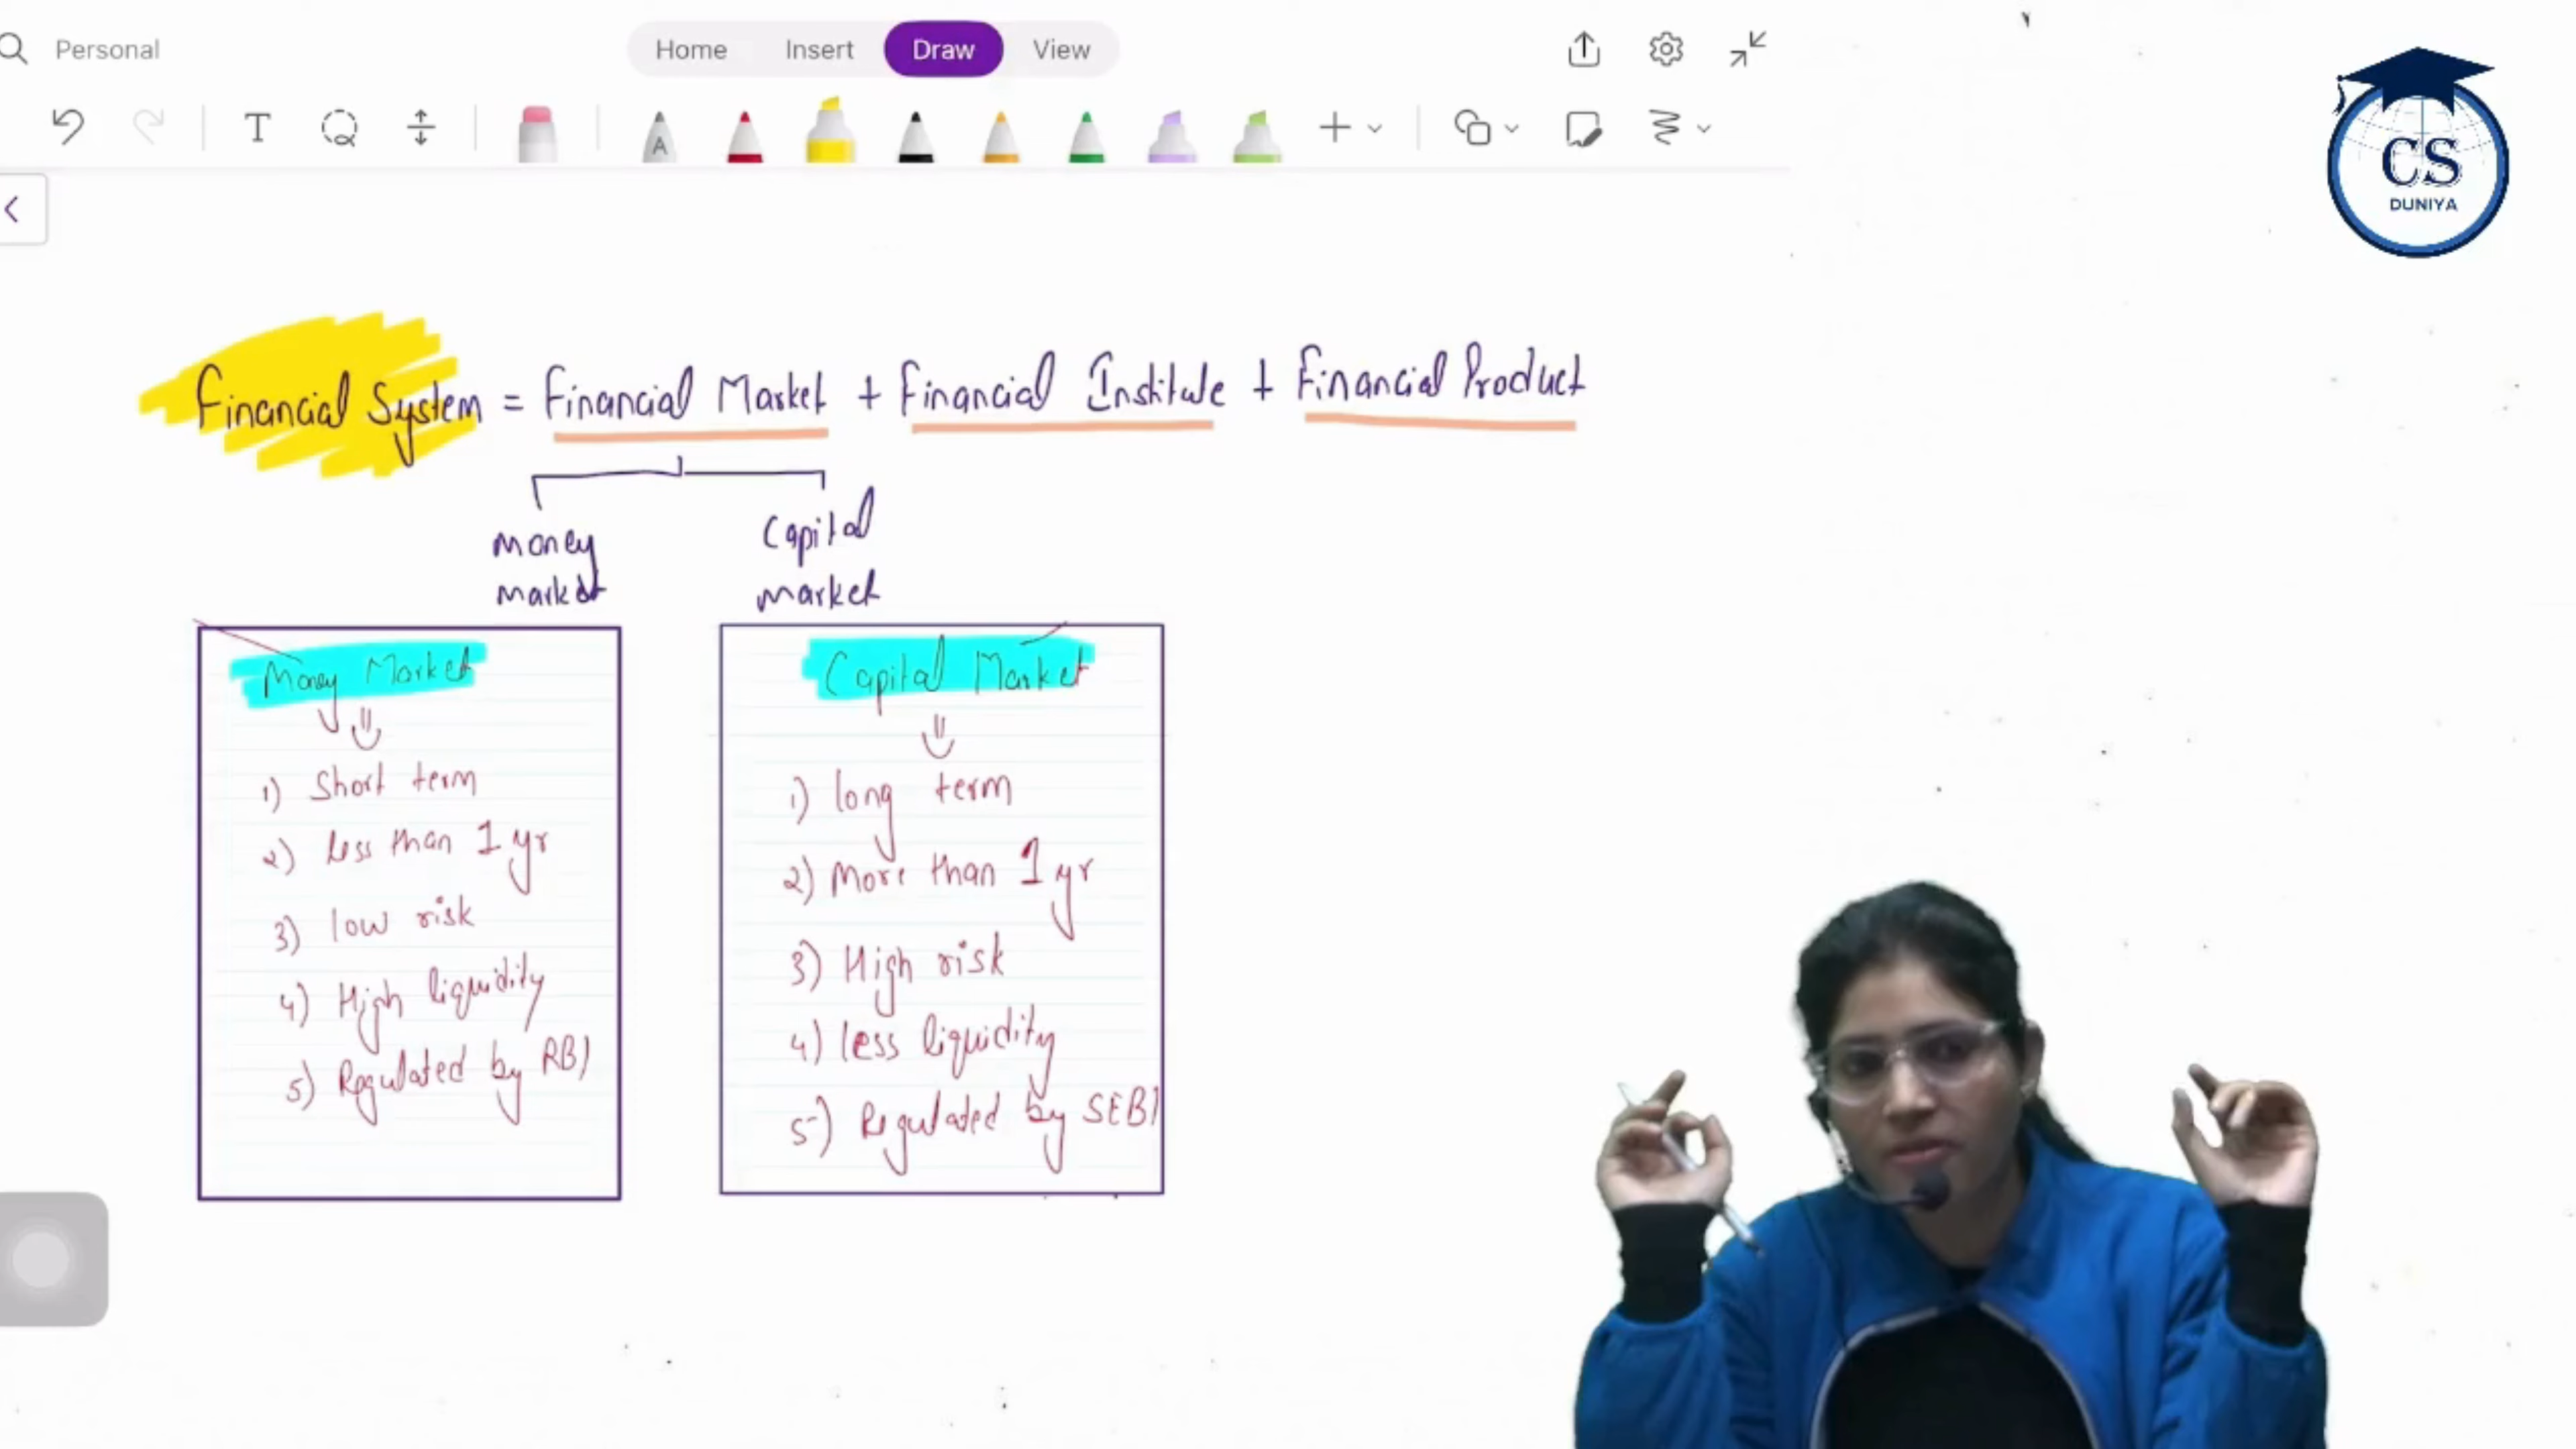 Personal
Home Insert Draw View
CS
DUNIYA
Financial System = Financial Market + Financial Institute + Financial Product
Money
market
Capital
market
Money Market
1) Short term
2) Less than 1 yr
3) low risk
4) High liquidity
5) Regulated by RBI
Capital Market
1) long term
2) More than 1 yr
3) High risk
4) less liquidity
5) Regulated by SEBI